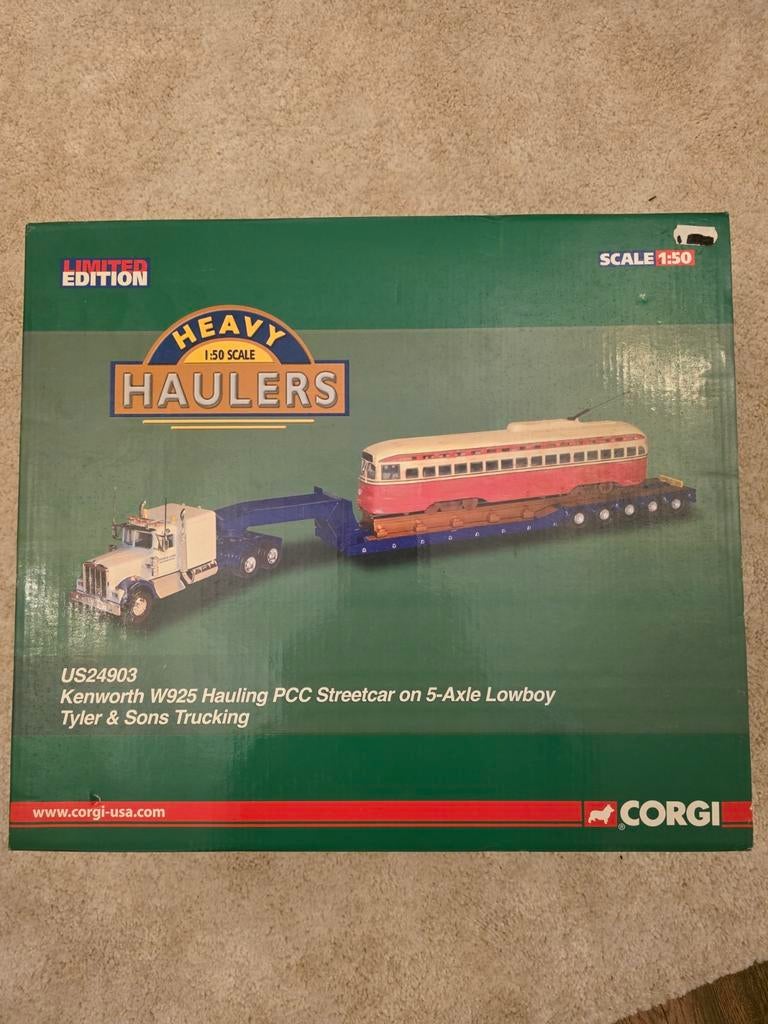 LIMITED
EDITION
SCALE 1:50
HEAVY
1:50 SCALE
HAULERS
US24903
Kenworth W925 Hauling PCC Streetcar on 5-Axle Lowboy
Tyler & Sons Trucking
www.corgi-usa.com
® CORGI